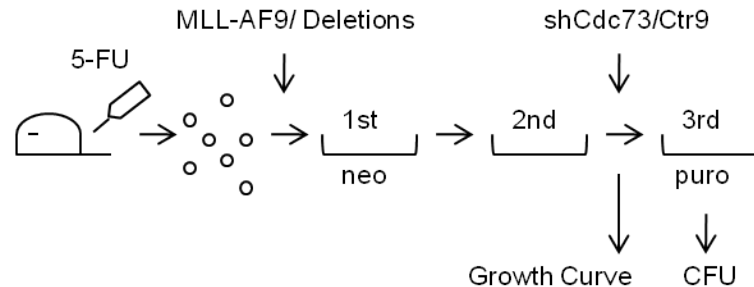 MLL-AF9/ Deletions
shCdc73/Ctr9
5-FU
1st
2nd
3rd
neo
puro
Growth Curve
CFU